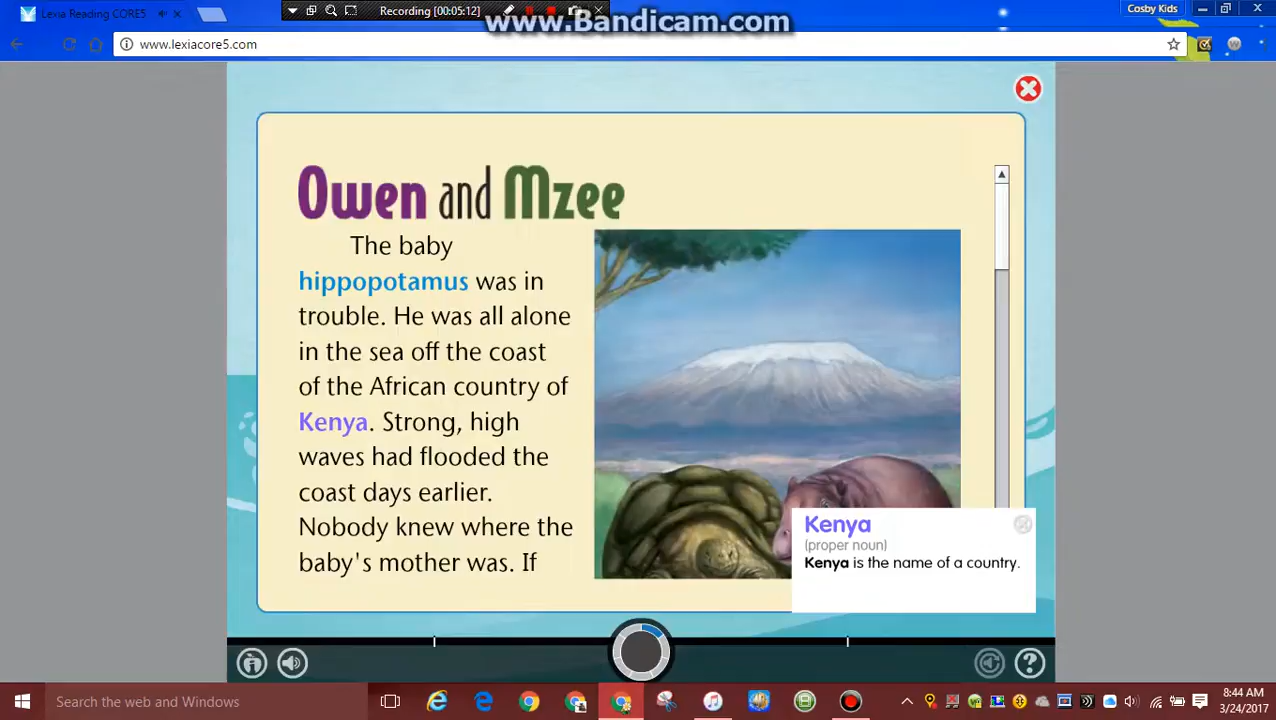 Lexia Reading CORE5
Recording [00:05:12]
www.Bandicam.com
Cosby Kids
www.lexiacore5.com
Owen and Mzee
The baby
hippopotamus was in
trouble. He was all alone
in the sea off the coast
of the African country of
Kenya. Strong, high
waves had flooded the
coast days earlier.
Nobody knew where the
baby's mother was. If
Kenya
(proper noun)
Kenya is the name of a country.
Search the web and Windows
8:44 AM
3/24/2017